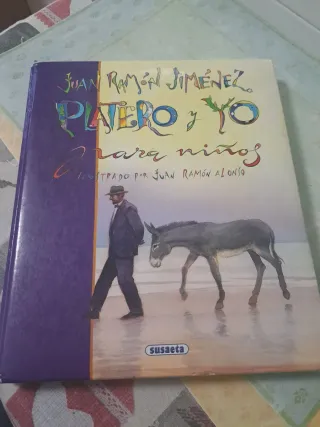 JUAN RAMÓN JIMÉNEZ
PLATERO y YO
para niños
ILUSTRADO POR JUAN RAMÓN ALONSO
susaeta